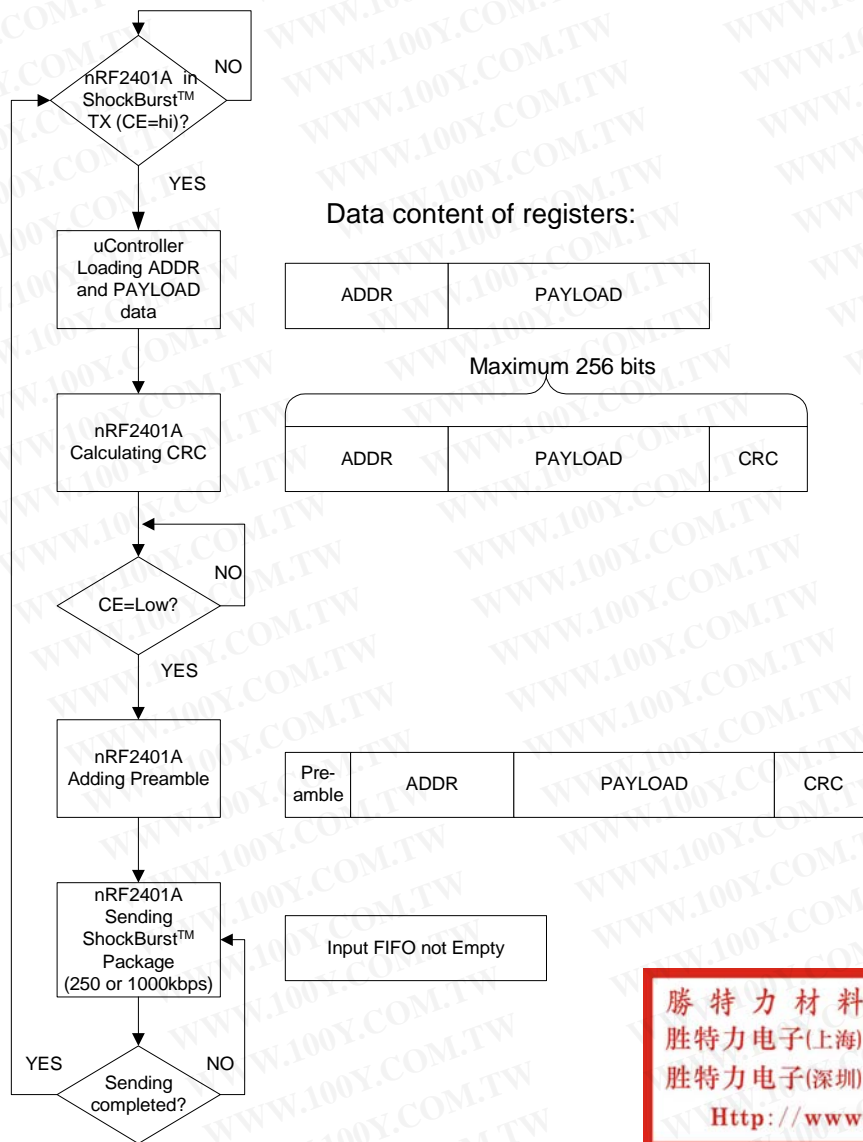 nRF2401A in
ShockBurst™
TX (CE=hi)?
NO
YES
uController
Loading ADDR
and PAYLOAD
data
Data content of registers:
ADDR PAYLOAD
Maximum 256 bits
nRF2401A
Calculating CRC
ADDR PAYLOAD CRC
NO
CE=Low?
YES
nRF2401A
Adding Preamble
Pre-
amble
ADDR PAYLOAD CRC
nRF2401A
Sending
ShockBurst™
Package
(250 or 1000kbps)
Input FIFO not Empty
YES
NO
Sending
completed?
勝特力材料
胜特力电子(上海)
胜特力电子(深圳)
Http://www
WWW.100Y.COM.TW